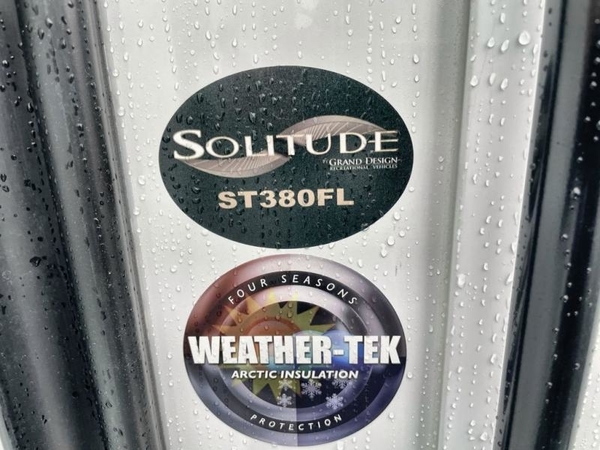 SOLITUDE
BY GRAND DESIGN
RECREATIONAL VEHICLES
ST380FL
FOUR SEASONS
WEATHER-TEK
ARCTIC INSULATION
PROTECTION